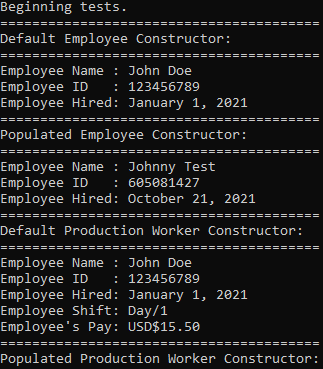 Beginning tests.
========================================
Default Employee Constructor:
========================================
Employee Name : John Doe
Employee ID   : 123456789
Employee Hired: January 1, 2021
========================================
Populated Employee Constructor:
========================================
Employee Name : Johnny Test
Employee ID   : 605081427
Employee Hired: October 21, 2021
========================================
Default Production Worker Constructor:
========================================
Employee Name : John Doe
Employee ID   : 123456789
Employee Hired: January 1, 2021
Employee Shift: Day/1
Employee's Pay: USD$15.50
========================================
Populated Production Worker Constructor: